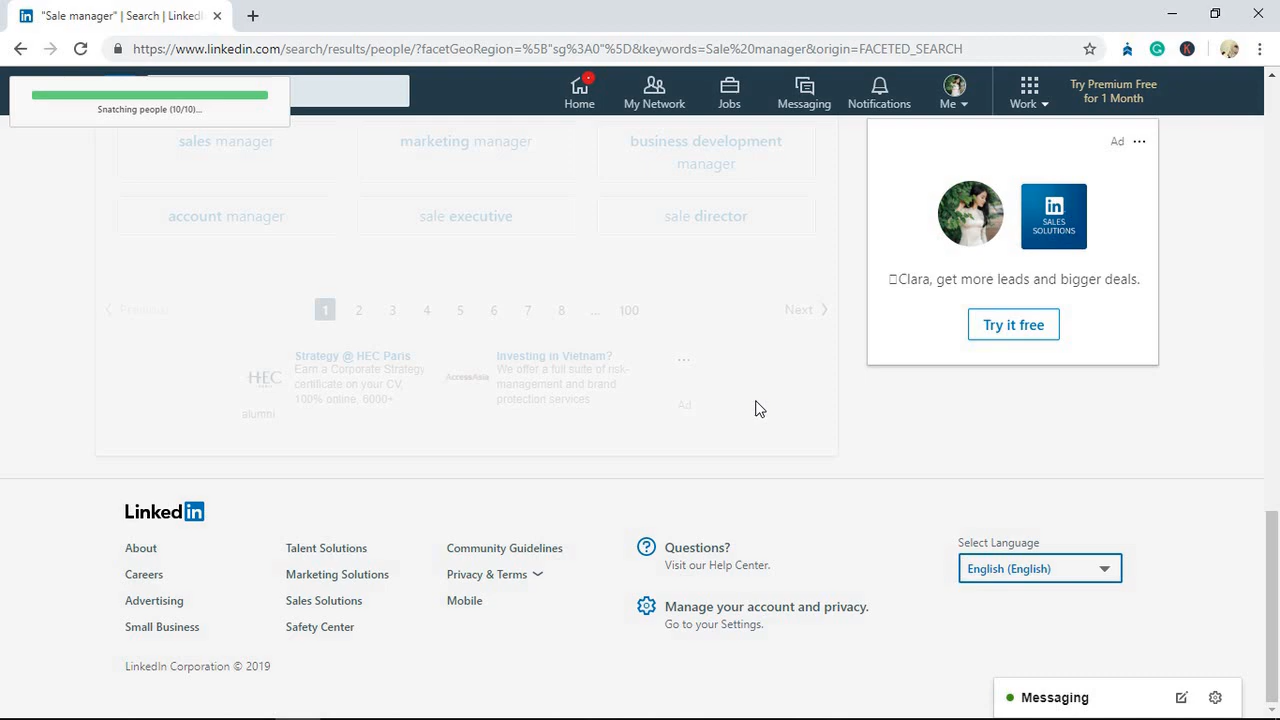 "Sale manager" | Search | Linked
https://www.linkedin.com/search/results/people/?facetGeoRegion=%5B"sg%3A0"%5D&keywords=Sale%20manager&origin=FACETED_SEARCH
Snatching people (10/10)...
Home
My Network
Jobs
Messaging
Notifications
Me
Work
Try Premium Free
for 1 Month
sales manager
marketing manager
business development
manager
account manager
sale executive
sale director
Previous
1 2 3 4 5 6 7 8 ... 100
Next
HEC
alumni
Strategy @ HEC Paris
Earn a Corporate Strategy
certificate on your CV.
100% online. 6000+
AccessAsia
Investing in Vietnam?
We offer a full suite of risk-
management and brand
protection services
...
Ad
Ad ...
in
SALES
SOLUTIONS
Clara, get more leads and bigger deals.
Try it free
Linked in
About
Careers
Advertising
Small Business
Talent Solutions
Marketing Solutions
Sales Solutions
Safety Center
Community Guidelines
Privacy & Terms
Mobile
Questions?
Visit our Help Center.
Manage your account and privacy.
Go to your Settings.
Select Language
English (English)
LinkedIn Corporation © 2019
Messaging